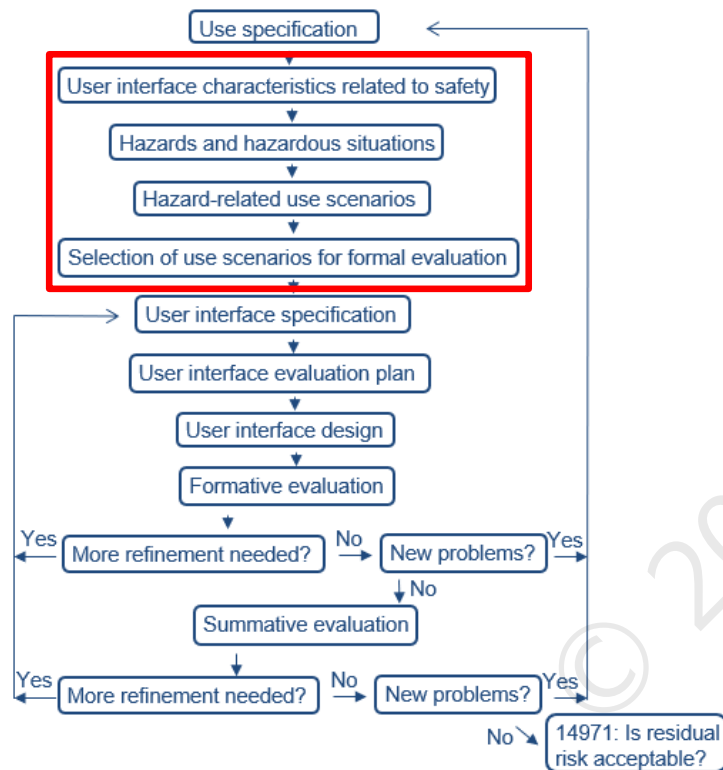 Use specification
User interface characteristics related to safety
Hazards and hazardous situations
Hazard-related use scenarios
Selection of use scenarios for formal evaluation
User interface specification
User interface evaluation plan
User interface design
Formative evaluation
Yes More refinement needed? No New problems? Yes
No
Summative evaluation
Yes More refinement needed? No New problems? Yes
No 14971: Is residual
risk acceptable?
© 20